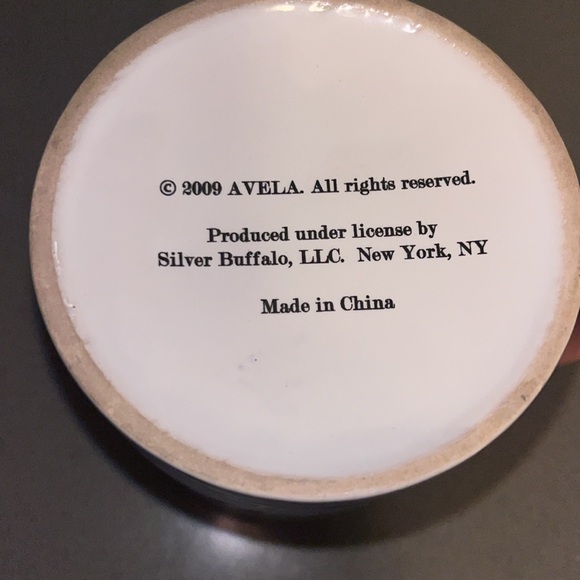 © 2009 AVELA. All rights reserved.
Produced under license by
Silver Buffalo, LLC. New York, NY
Made in China